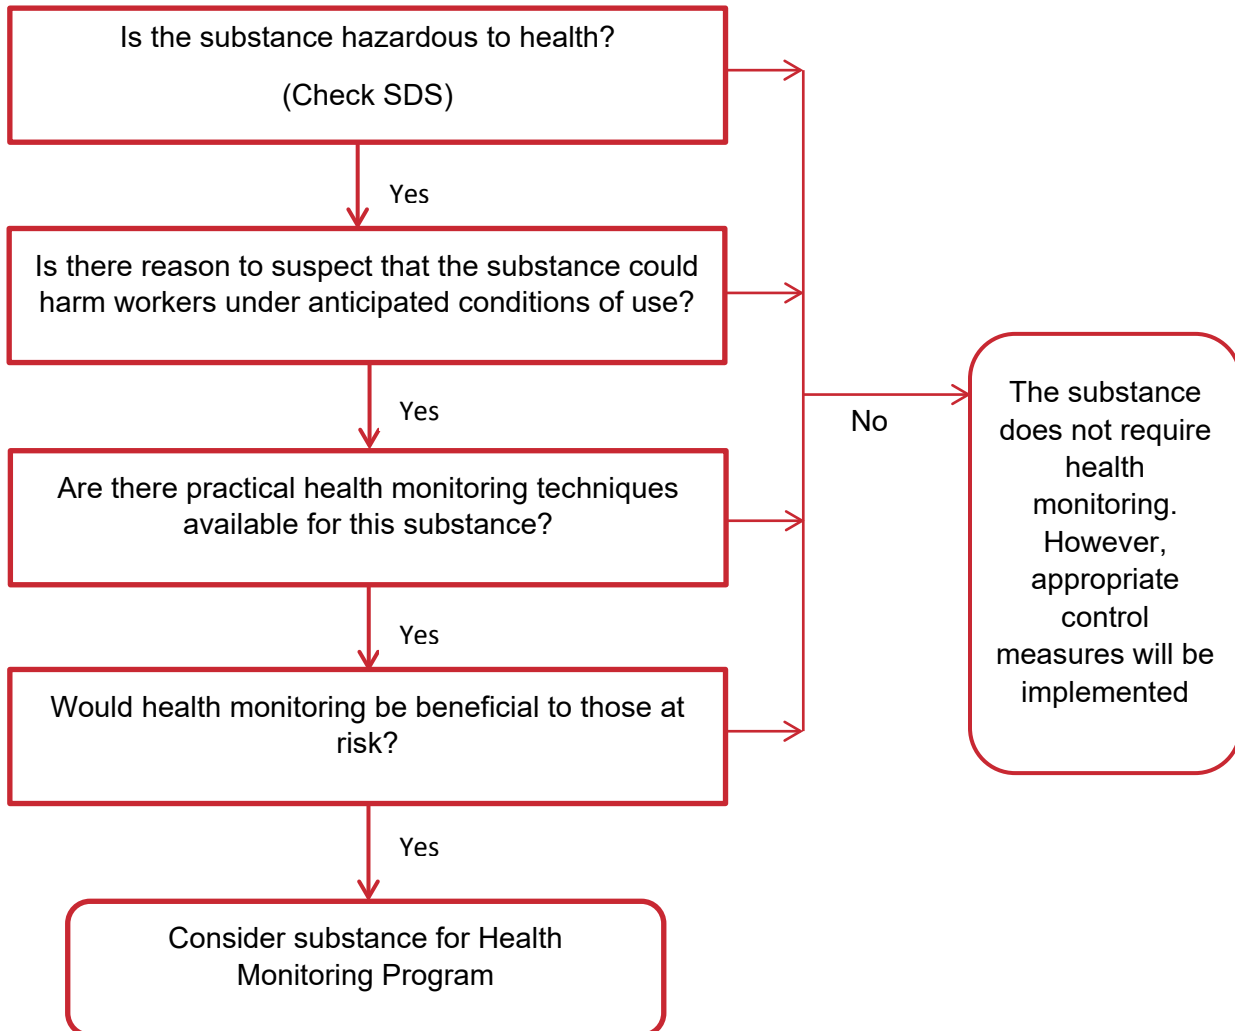 Is the substance hazardous to health?
(Check SDS)
Yes
Is there reason to suspect that the substance could
harm workers under anticipated conditions of use?
Yes
Are there practical health monitoring techniques
available for this substance?
Yes
Would health monitoring be beneficial to those at
risk?
Yes
Consider substance for Health
Monitoring Program
No
The substance
does not require
health
monitoring.
However,
appropriate
control
measures will be
implemented